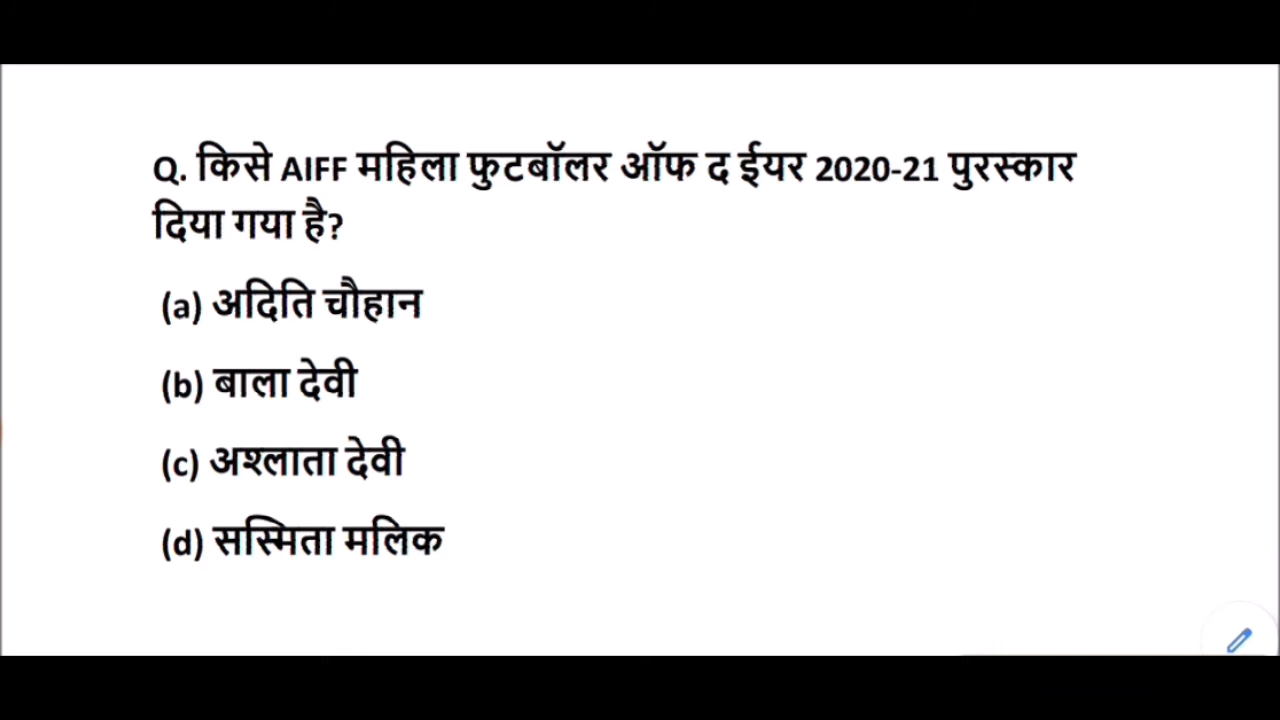 Q. किसे AIFF महिला फुटबॉलर ऑफ द ईयर 2020-21 पुरस्कार
दिया गया है?
(a) अदिति चौहान
(b) बाला देवी
(c) अश्लाता देवी
(d) सस्मिता मलिक